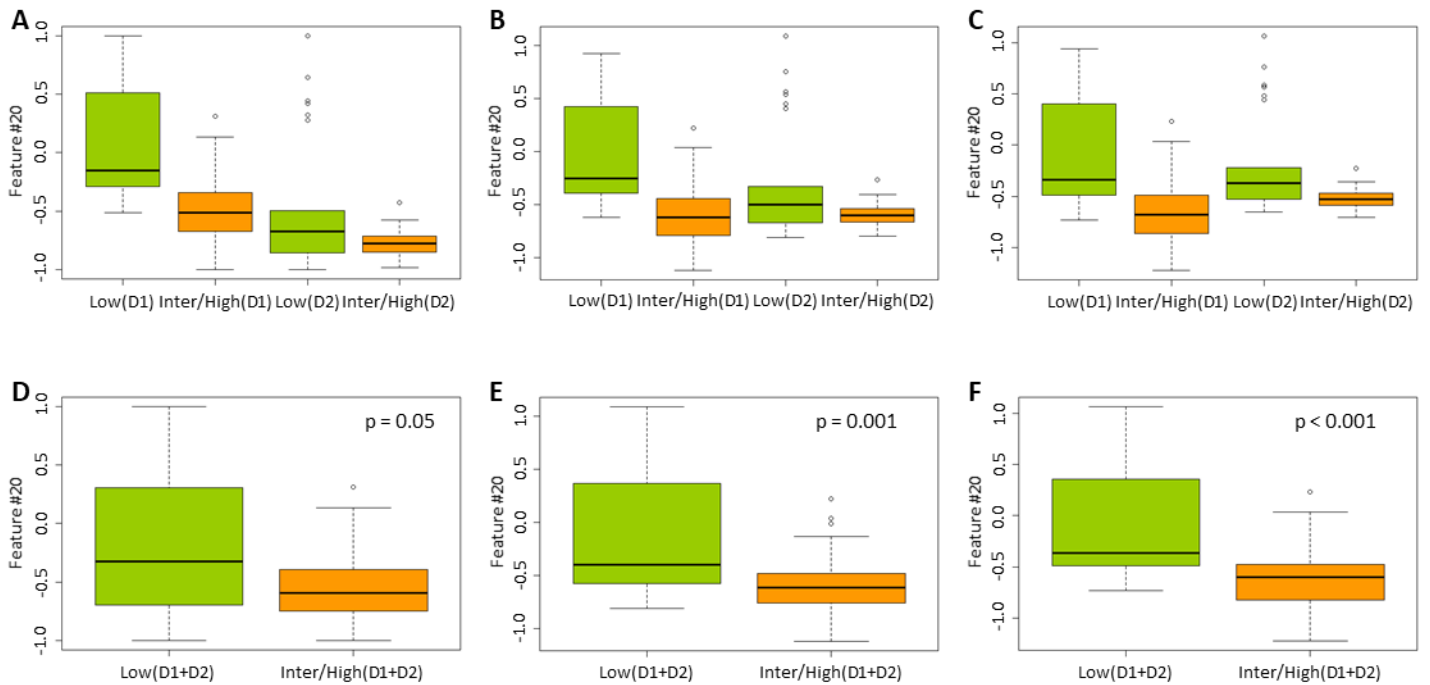 A
Feature #20
1.0
0.5
0.0
−0.5
−1.0
Low(D1) Inter/High(D1) Low(D2) Inter/High(D2)
B
Feature #20
1.0
0.5
0.0
−0.5
−1.0
Low(D1) Inter/High(D1) Low(D2) Inter/High(D2)
C
Feature #20
1.0
0.5
0.0
−0.5
−1.0
Low(D1) Inter/High(D1) Low(D2) Inter/High(D2)
D
Feature #20
1.0
0.5
0.0
−0.5
−1.0
p = 0.05
Low(D1+D2) Inter/High(D1+D2)
E
Feature #20
1.0
0.5
0.0
−0.5
−1.0
p = 0.001
Low(D1+D2) Inter/High(D1+D2)
F
Feature #20
1.0
0.5
0.0
−0.5
−1.0
p < 0.001
Low(D1+D2) Inter/High(D1+D2)